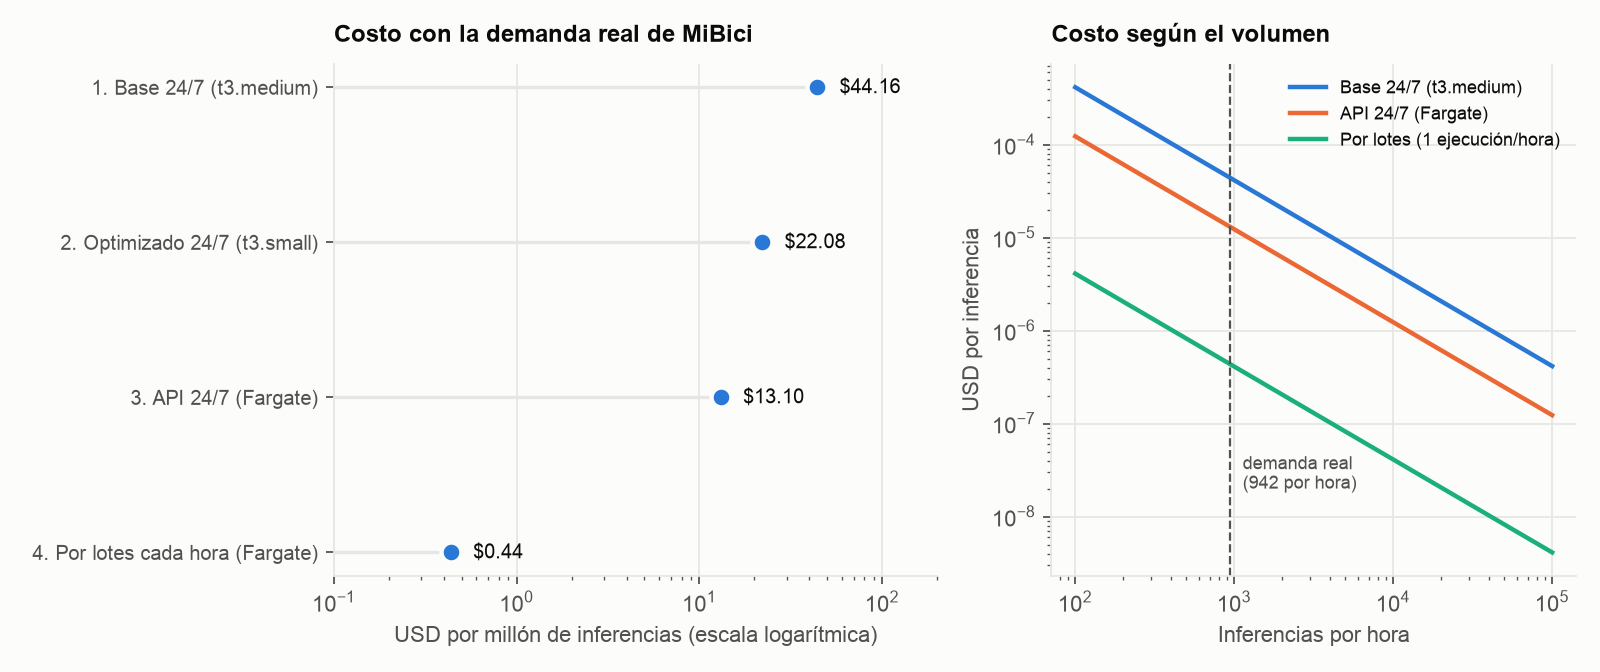 Costo con la demanda real de MiBici
1. Base 24/7 (t3.medium)
$44.16
2. Optimizado 24/7 (t3.small)
$22.08
3. API 24/7 (Fargate)
$13.10
4. Por lotes cada hora (Fargate)
$0.44
10⁻¹ 10⁰ 10¹ 10²
USD por millón de inferencias (escala logarítmica)
Costo según el volumen
Base 24/7 (t3.medium)
API 24/7 (Fargate)
Por lotes (1 ejecución/hora)
USD por inferencia
10⁻⁴
10⁻⁵
10⁻⁶
10⁻⁷
10⁻⁸
demanda real
(942 por hora)
10² 10³ 10⁴ 10⁵
Inferencias por hora